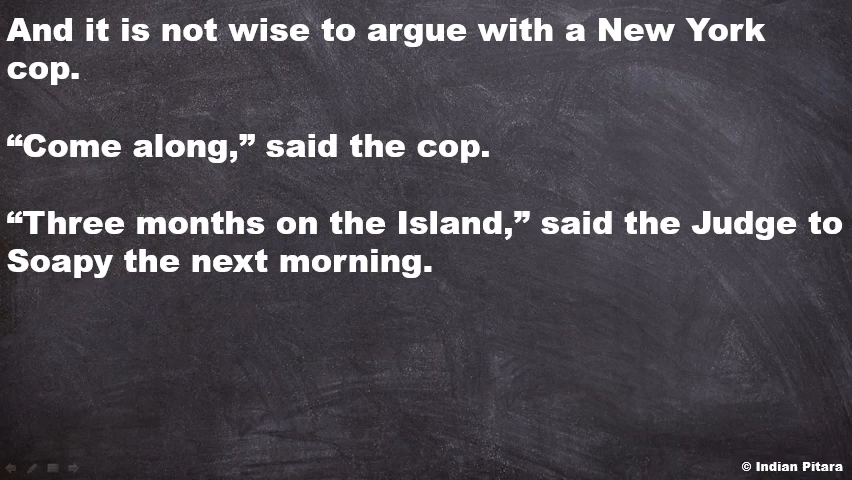 And it is not wise to argue with a New York
cop.
“Come along,” said the cop.
“Three months on the Island,” said the Judge to
Soapy the next morning.
© Indian Pitara